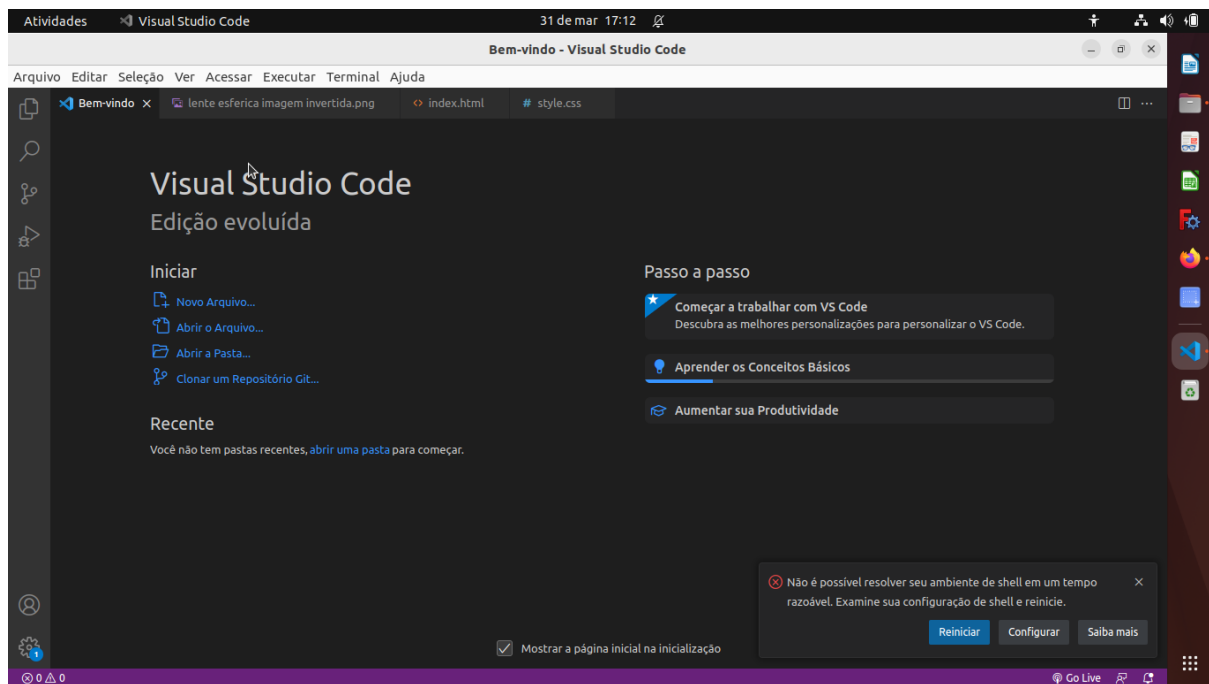 Atividades Visual Studio Code 31 de mar 17:12
Bem-vindo - Visual Studio Code
Arquivo Editar Seleção Ver Acessar Executar Terminal Ajuda
Bem-vindo lente esferica imagem invertida.png index.html style.css
Visual Studio Code
Edição evoluída
Iniciar
Novo Arquivo...
Abrir o Arquivo...
Abrir a Pasta...
Clonar um Repositório Git...
Recente
Você não tem pastas recentes, abrir uma pasta para começar.
Passo a passo
Começar a trabalhar com VS Code
Descubra as melhores personalizações para personalizar o VS Code.
Aprender os Conceitos Básicos
Aumentar sua Produtividade
Não é possível resolver seu ambiente de shell em um tempo
razoável. Examine sua configuração de shell e reinicie.
Reiniciar Configurar Saiba mais
Mostrar a página inicial na inicialização
1
0 0 Go Live